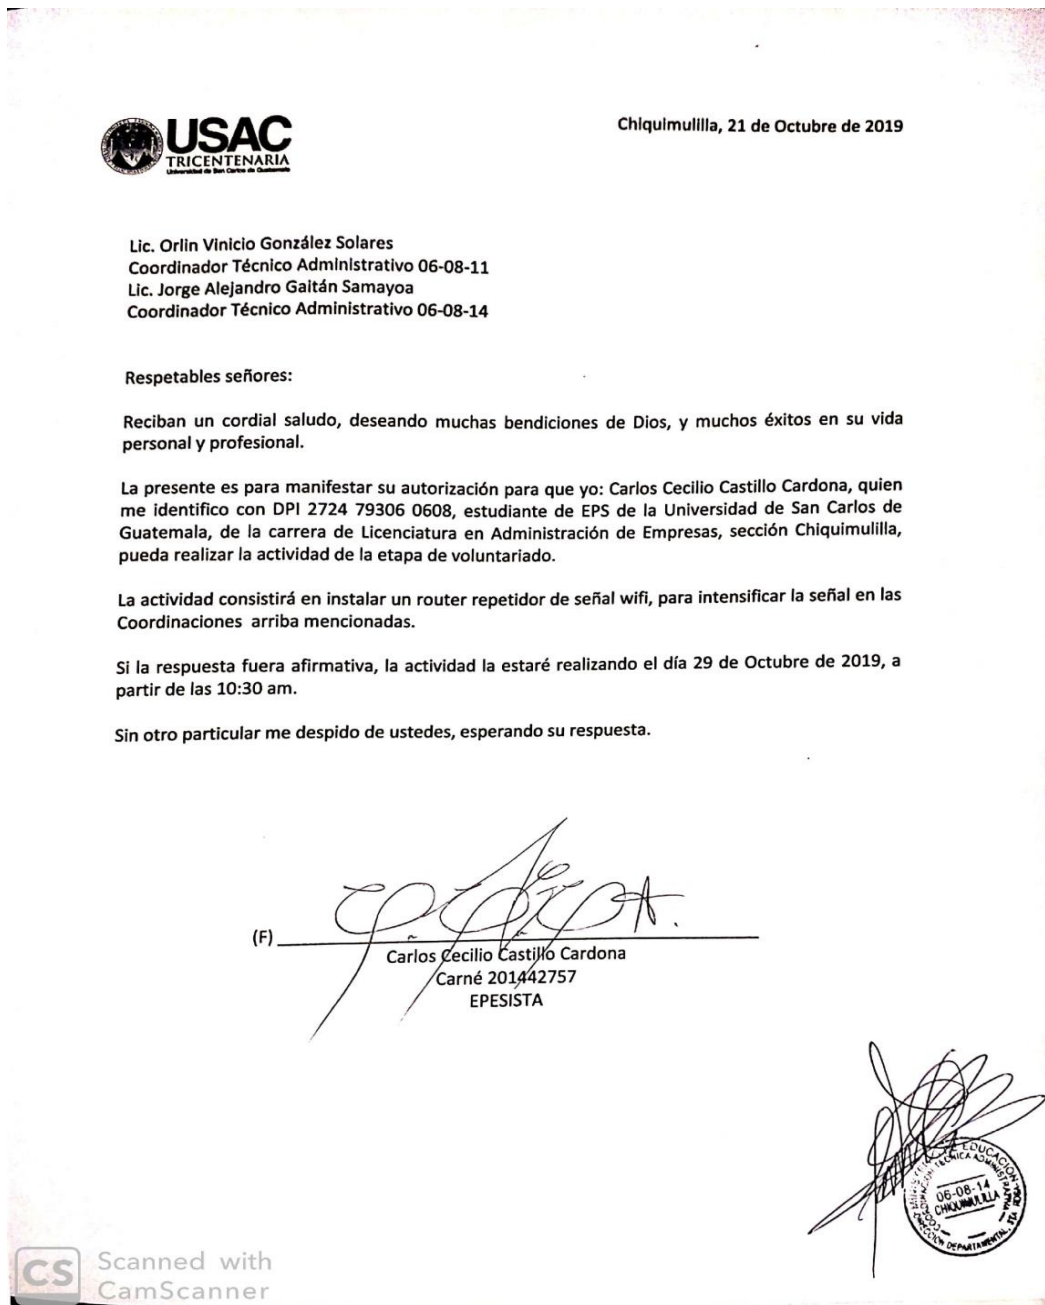 USAC
TRICENTENARIA
Universidad de San Carlos de Guatemala
Chiquimulilla, 21 de Octubre de 2019
Lic. Orlin Vinicio González Solares
Coordinador Técnico Administrativo 06-08-11
Lic. Jorge Alejandro Gaitán Samayoa
Coordinador Técnico Administrativo 06-08-14
Respetables señores:
Reciban un cordial saludo, deseando muchas bendiciones de Dios, y muchos éxitos en su vida
personal y profesional.
La presente es para manifestar su autorización para que yo: Carlos Cecilio Castillo Cardona, quien
me identifico con DPI 2724 79306 0608, estudiante de EPS de la Universidad de San Carlos de
Guatemala, de la carrera de Licenciatura en Administración de Empresas, sección Chiquimulilla,
pueda realizar la actividad de la etapa de voluntariado.
La actividad consistirá en instalar un router repetidor de señal wifi, para intensificar la señal en las
Coordinaciones arriba mencionadas.
Si la respuesta fuera afirmativa, la actividad la estaré realizando el día 29 de Octubre de 2019, a
partir de las 10:30 am.
Sin otro particular me despido de ustedes, esperando su respuesta.
(F)
Carlos Cecilio Castillo Cardona
Carné 201442757
EPESISTA
EDUCACION
TECNICA ADMINISTRATIVA
06-08-14
CHIQUIMULILLA
DIRECCION DEPARTAMENTAL STA ROSA
CS
Scanned with
CamScanner